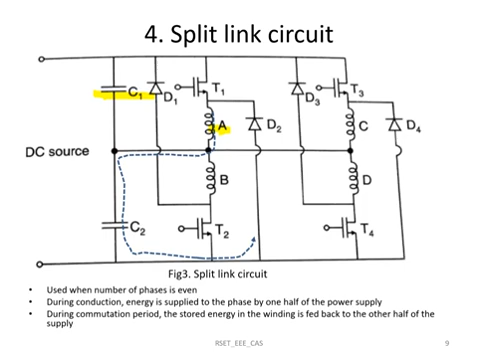 4. Split link circuit
C1 D1 T1 D3 T3
A D2 C D4
DC source
B D
C2 T2 T4
Fig3. Split link circuit
• Used when number of phases is even
• During conduction, energy is supplied to the phase by one half of the power supply
• During commutation period, the stored energy in the winding is fed back to the other half of the
supply
RSET_EEE_CAS 9